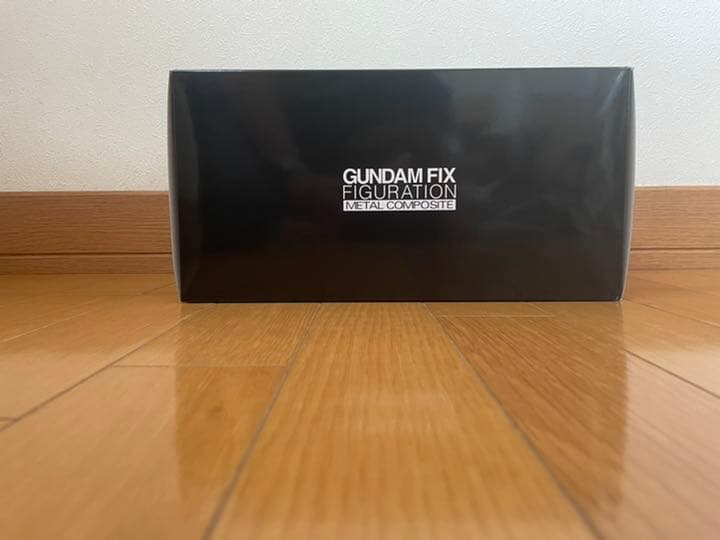 GUNDAM FIX
FIGURATION
METAL COMPOSITE